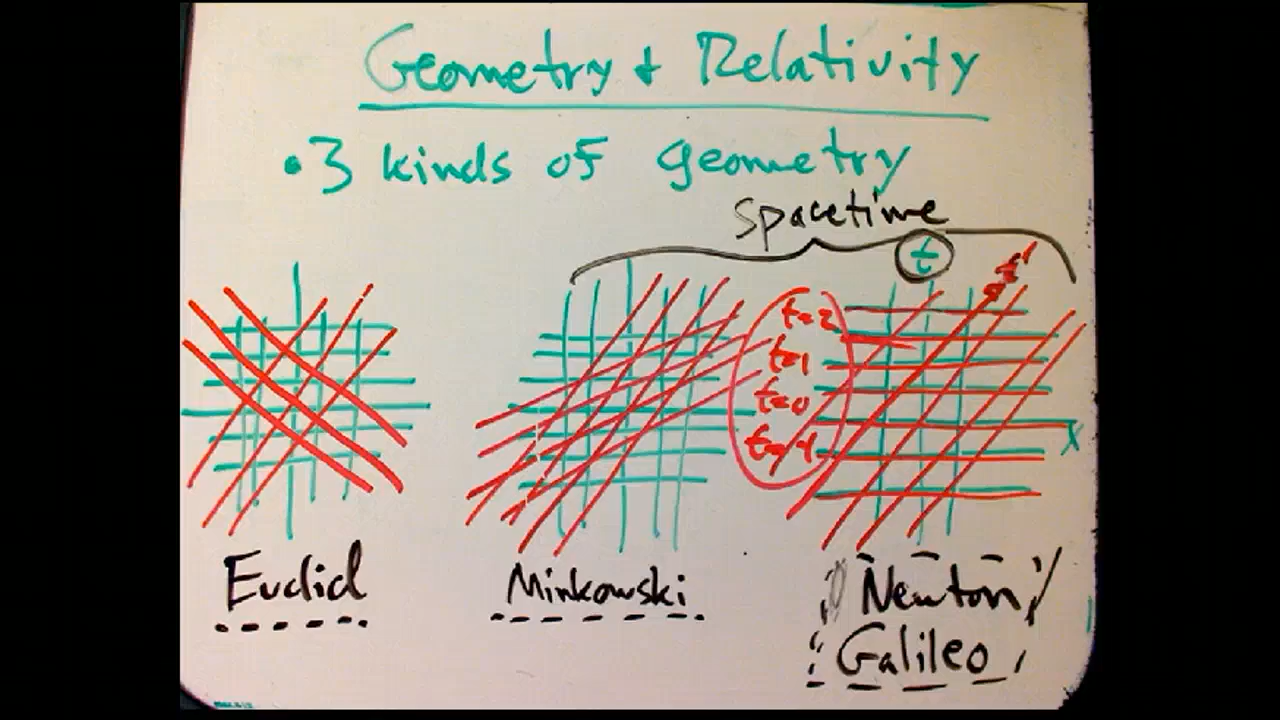 Geometry + Relativity
• 3 kinds of geometry
Spacetime
t
t'
t=2
t=1
t=0
t=-1
x
Euclid
Minkowski
Newton/
Galileo